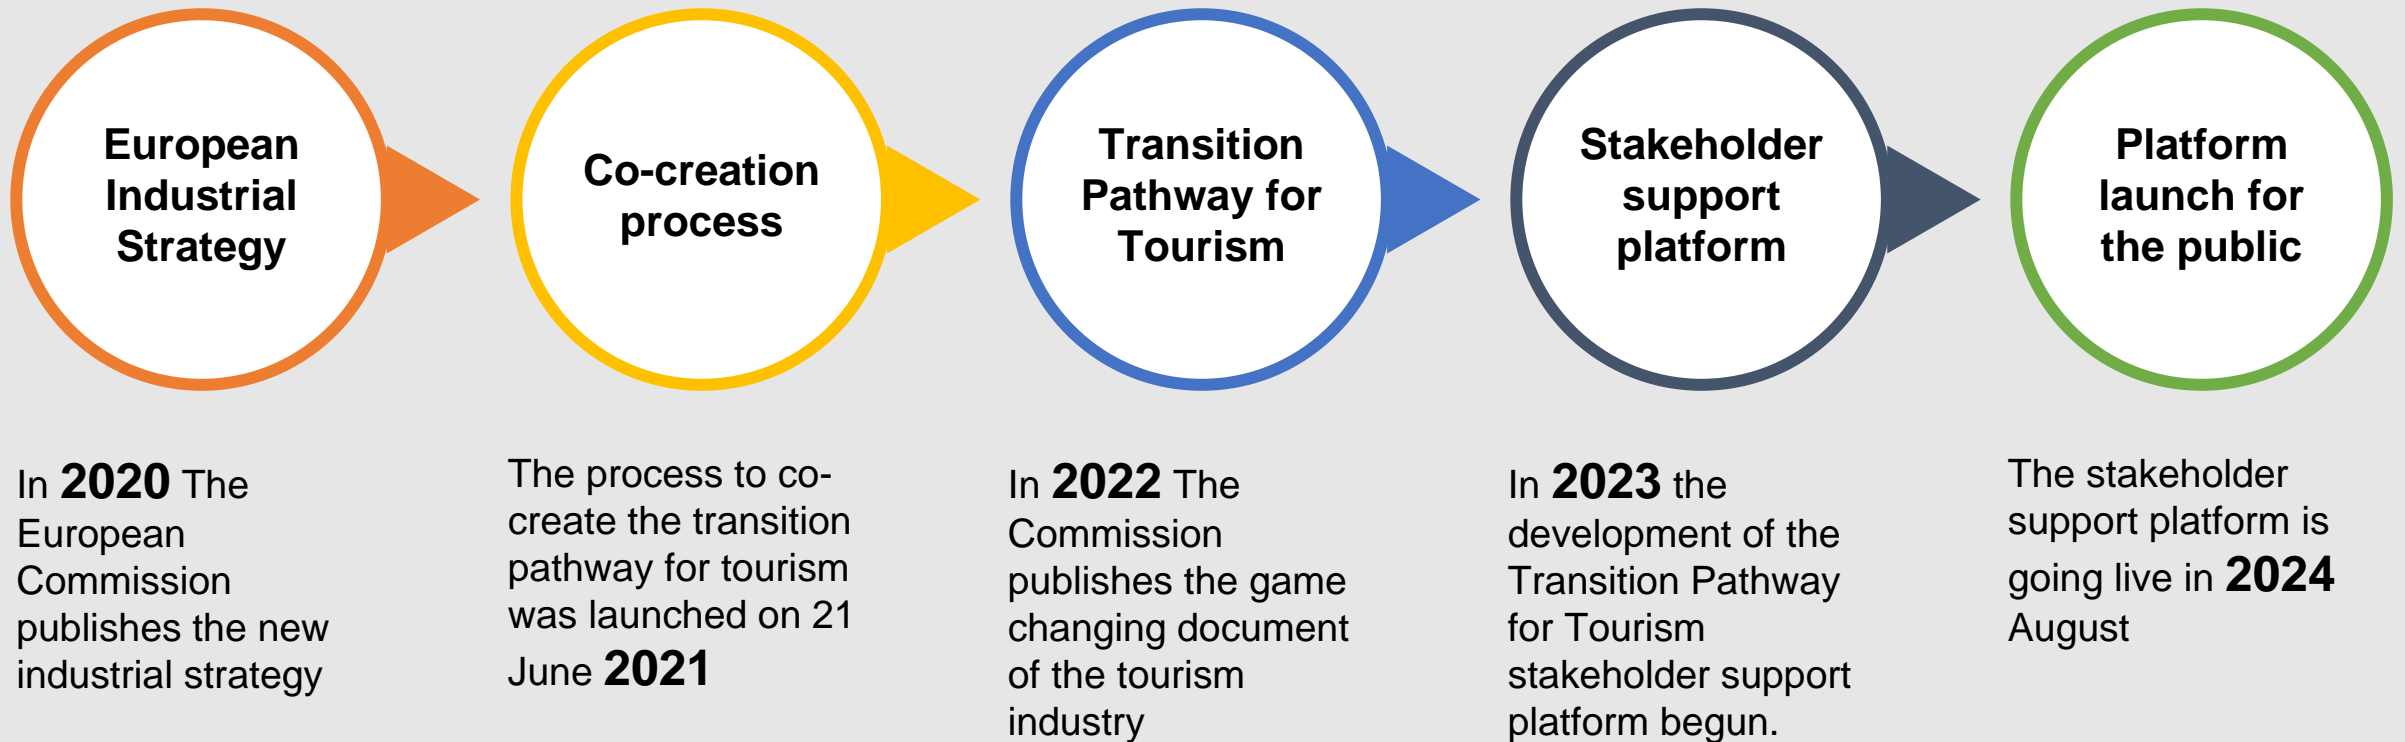 European
Industrial
Strategy
Co-creation
process
Transition
Pathway for
Tourism
Stakeholder
support
platform
Platform
launch for
the public
In 2020 The
European
Commission
publishes the new
industrial strategy
The process to co-
create the transition
pathway for tourism
was launched on 21
June 2021
In 2022 The
Commission
publishes the game
changing document
of the tourism
industry
In 2023 the
development of the
Transition Pathway
for Tourism
stakeholder support
platform begun.
The stakeholder
support platform is
going live in 2024
August